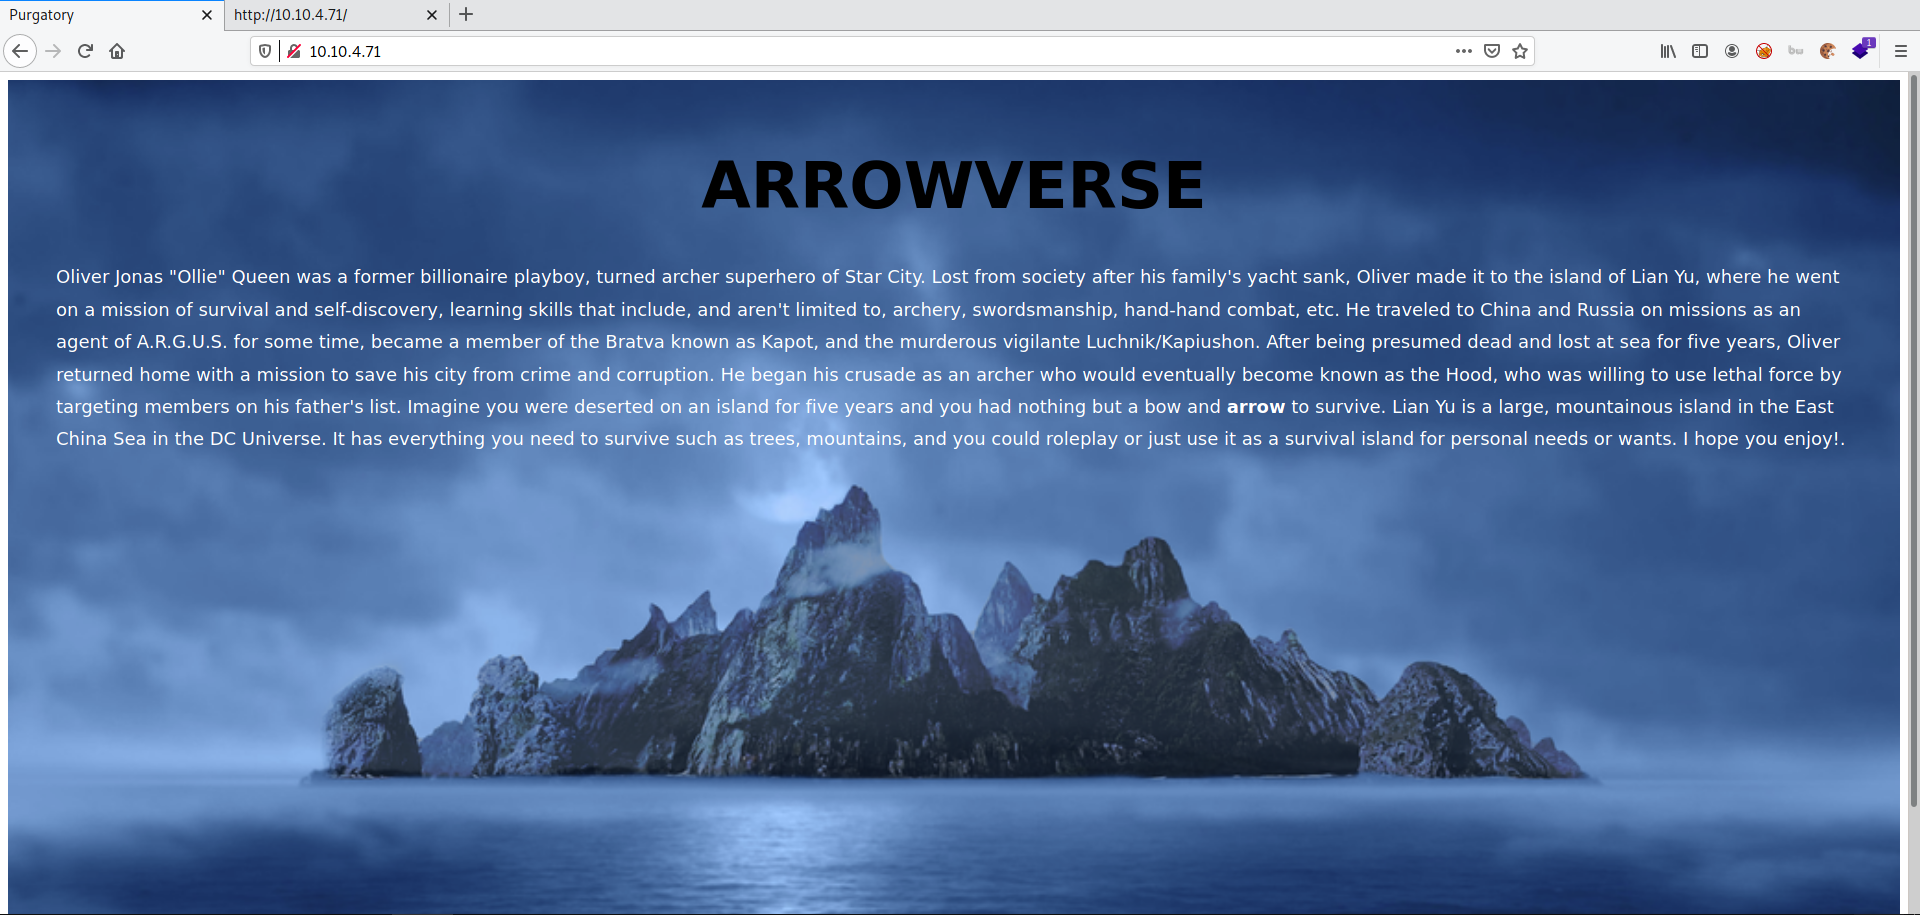 Purgatory
http://10.10.4.71/
10.10.4.71
1
ARROWVERSE
Oliver Jonas "Ollie" Queen was a former billionaire playboy, turned archer superhero of Star City. Lost from society after his family's yacht sank, Oliver made it to the island of Lian Yu, where he went
on a mission of survival and self-discovery, learning skills that include, and aren't limited to, archery, swordsmanship, hand-hand combat, etc. He traveled to China and Russia on missions as an
agent of A.R.G.U.S. for some time, became a member of the Bratva known as Kapot, and the murderous vigilante Luchnik/Kapiushon. After being presumed dead and lost at sea for five years, Oliver
returned home with a mission to save his city from crime and corruption. He began his crusade as an archer who would eventually become known as the Hood, who was willing to use lethal force by
targeting members on his father's list. Imagine you were deserted on an island for five years and you had nothing but a bow and arrow to survive. Lian Yu is a large, mountainous island in the East
China Sea in the DC Universe. It has everything you need to survive such as trees, mountains, and you could roleplay or just use it as a survival island for personal needs or wants. I hope you enjoy!.